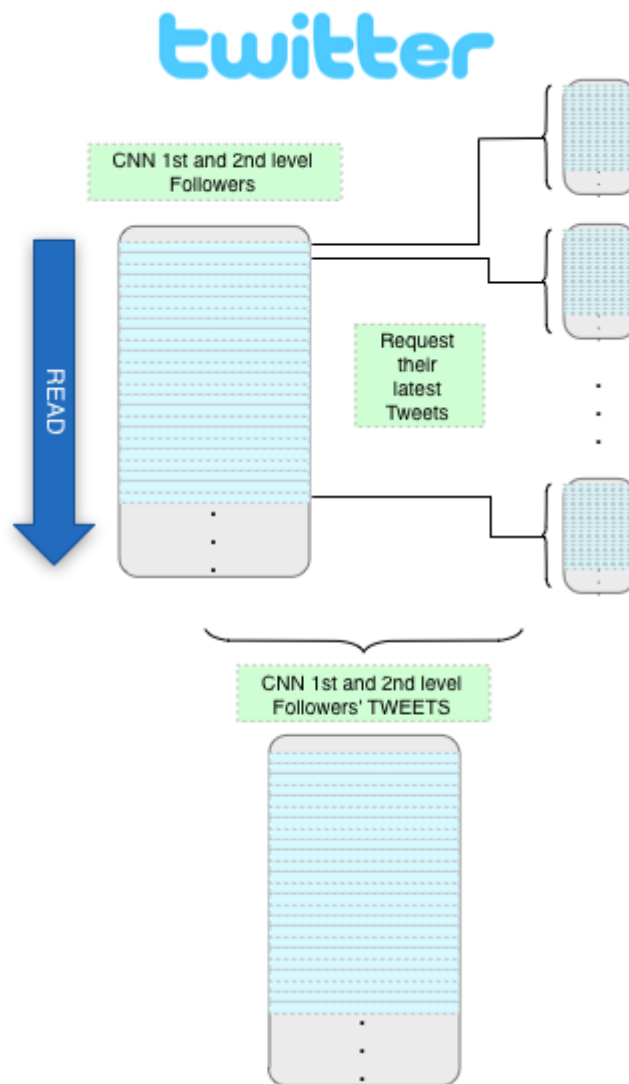 twitter
CNN 1st and 2nd level
Followers
READ
Request
their
latest
Tweets
CNN 1st and 2nd level
Followers' TWEETS